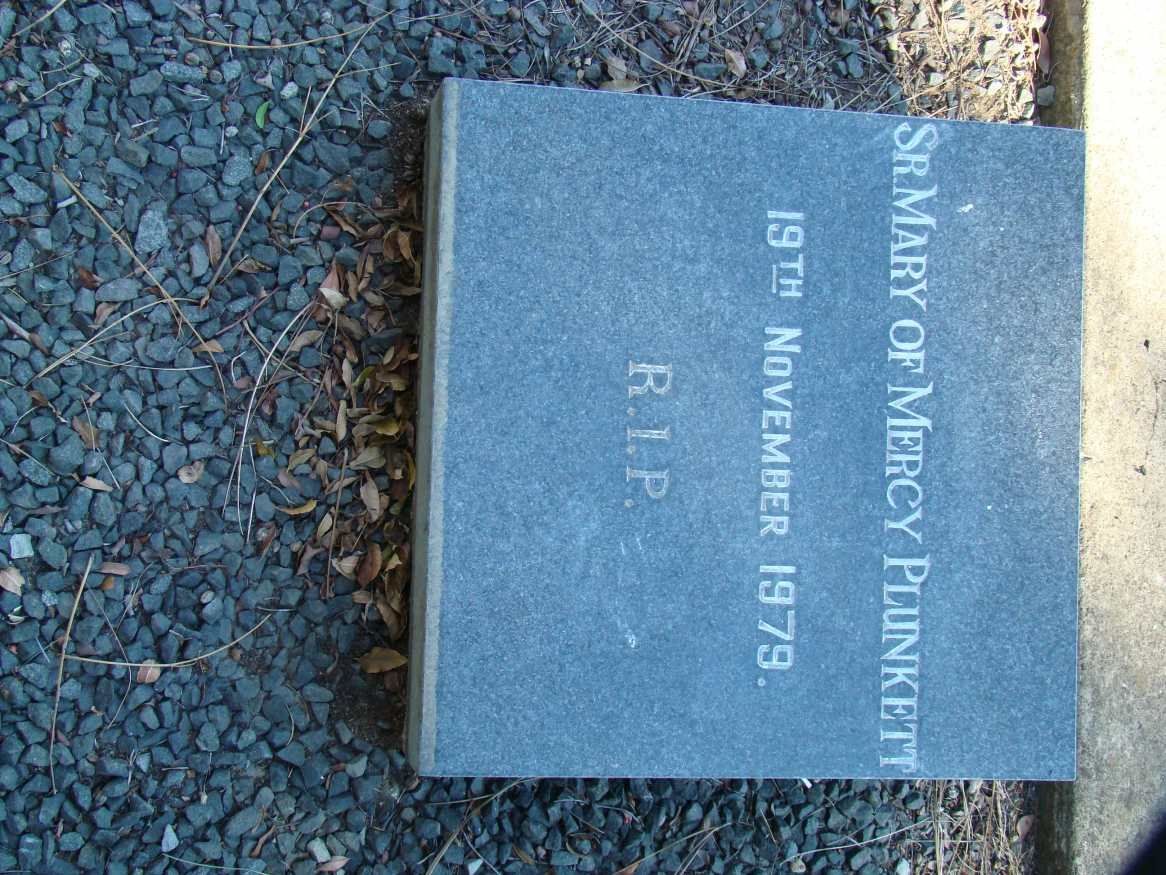 SR MARY OF MERCY PLUNKETT
19TH NOVEMBER 1979.
R.I.P.